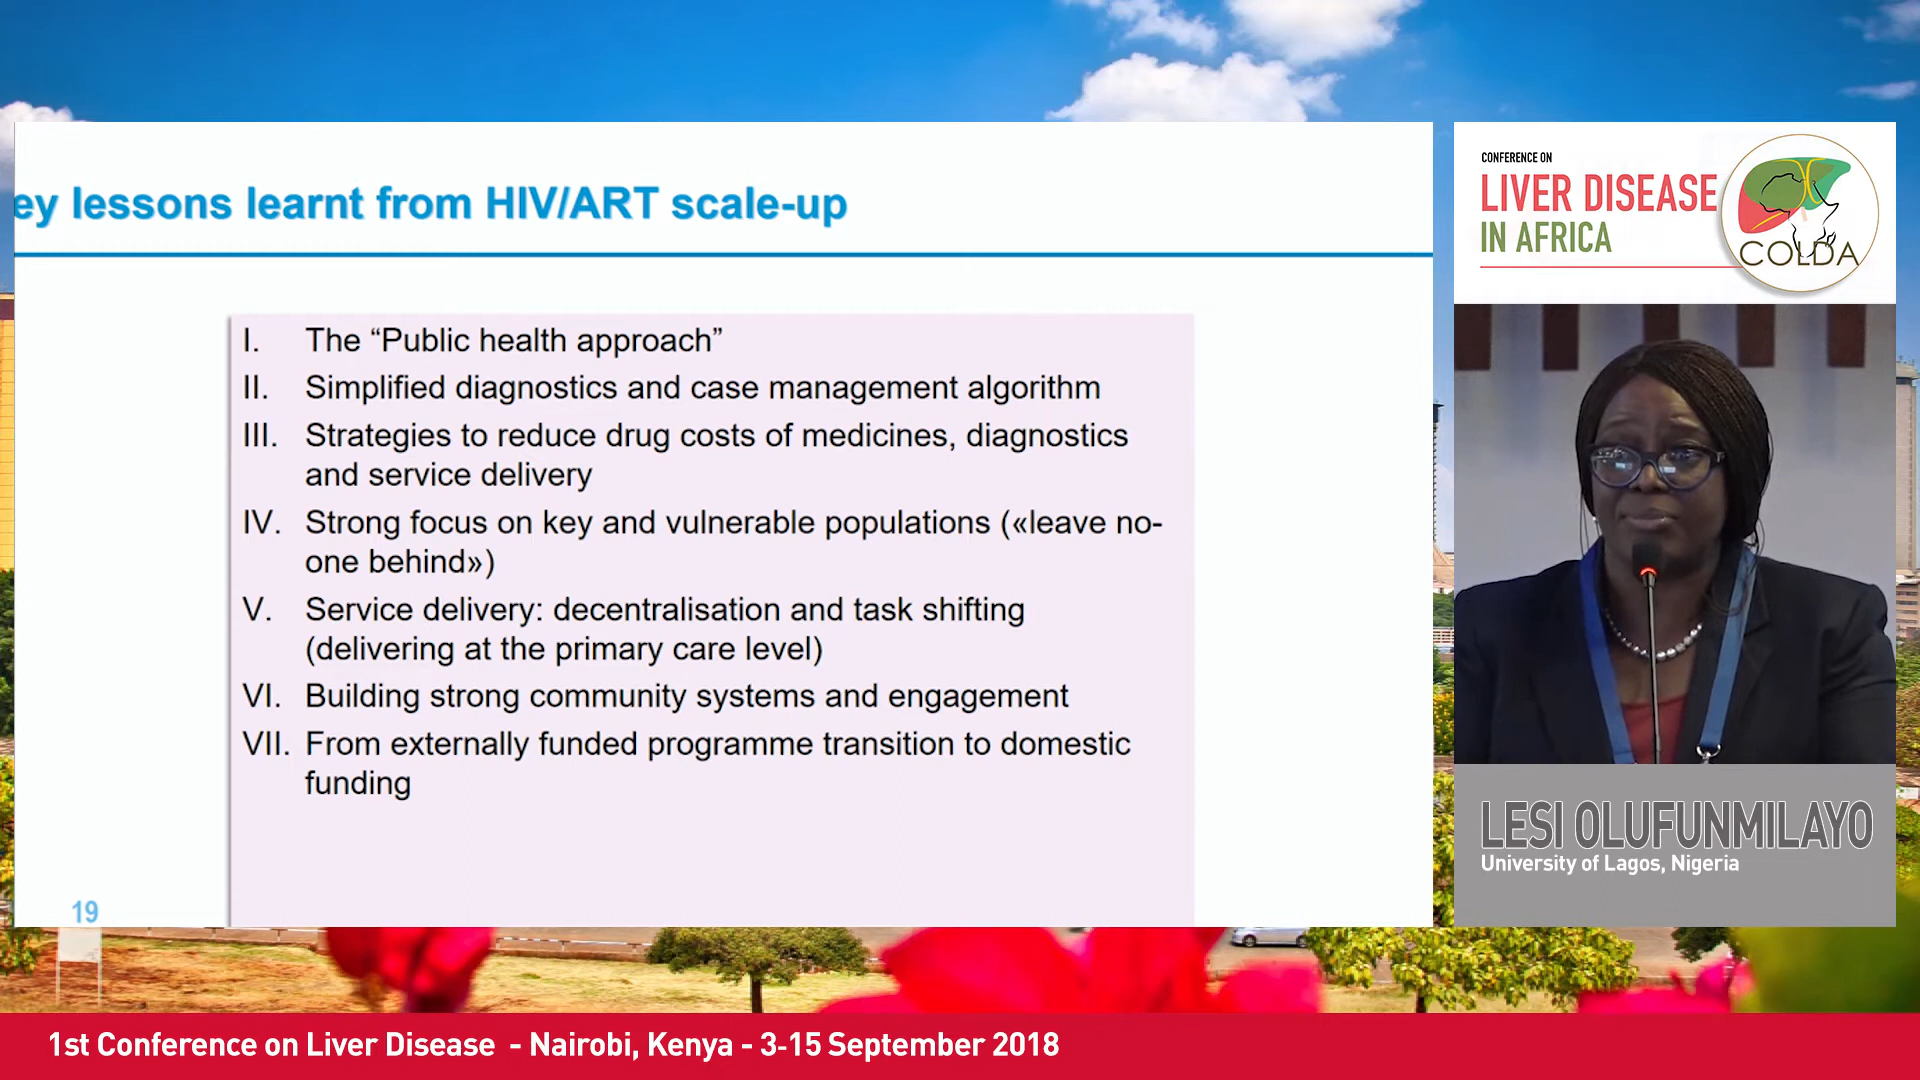 ey lessons learnt from HIV/ART scale-up
I. The “Public health approach”
II. Simplified diagnostics and case management algorithm
III. Strategies to reduce drug costs of medicines, diagnostics
and service delivery
IV. Strong focus on key and vulnerable populations («leave no-
one behind»)
V. Service delivery: decentralisation and task shifting
(delivering at the primary care level)
VI. Building strong community systems and engagement
VII. From externally funded programme transition to domestic
funding
19
CONFERENCE ON
LIVER DISEASE
IN AFRICA
COLDA
LESI OLUFUNMILAYO
University of Lagos, Nigeria
1st Conference on Liver Disease - Nairobi, Kenya - 3-15 September 2018